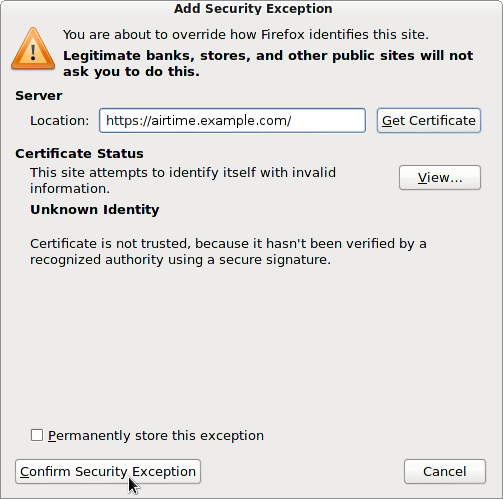 Add Security Exception
You are about to override how Firefox identifies this site.
Legitimate banks, stores, and other public sites will not
ask you to do this.
Server
Location: https://airtime.example.com/ Get Certificate
Certificate Status
This site attempts to identify itself with invalid
information.
View...
Unknown Identity
Certificate is not trusted, because it hasn't been verified by a
recognized authority using a secure signature.
Permanently store this exception
Confirm Security Exception Cancel